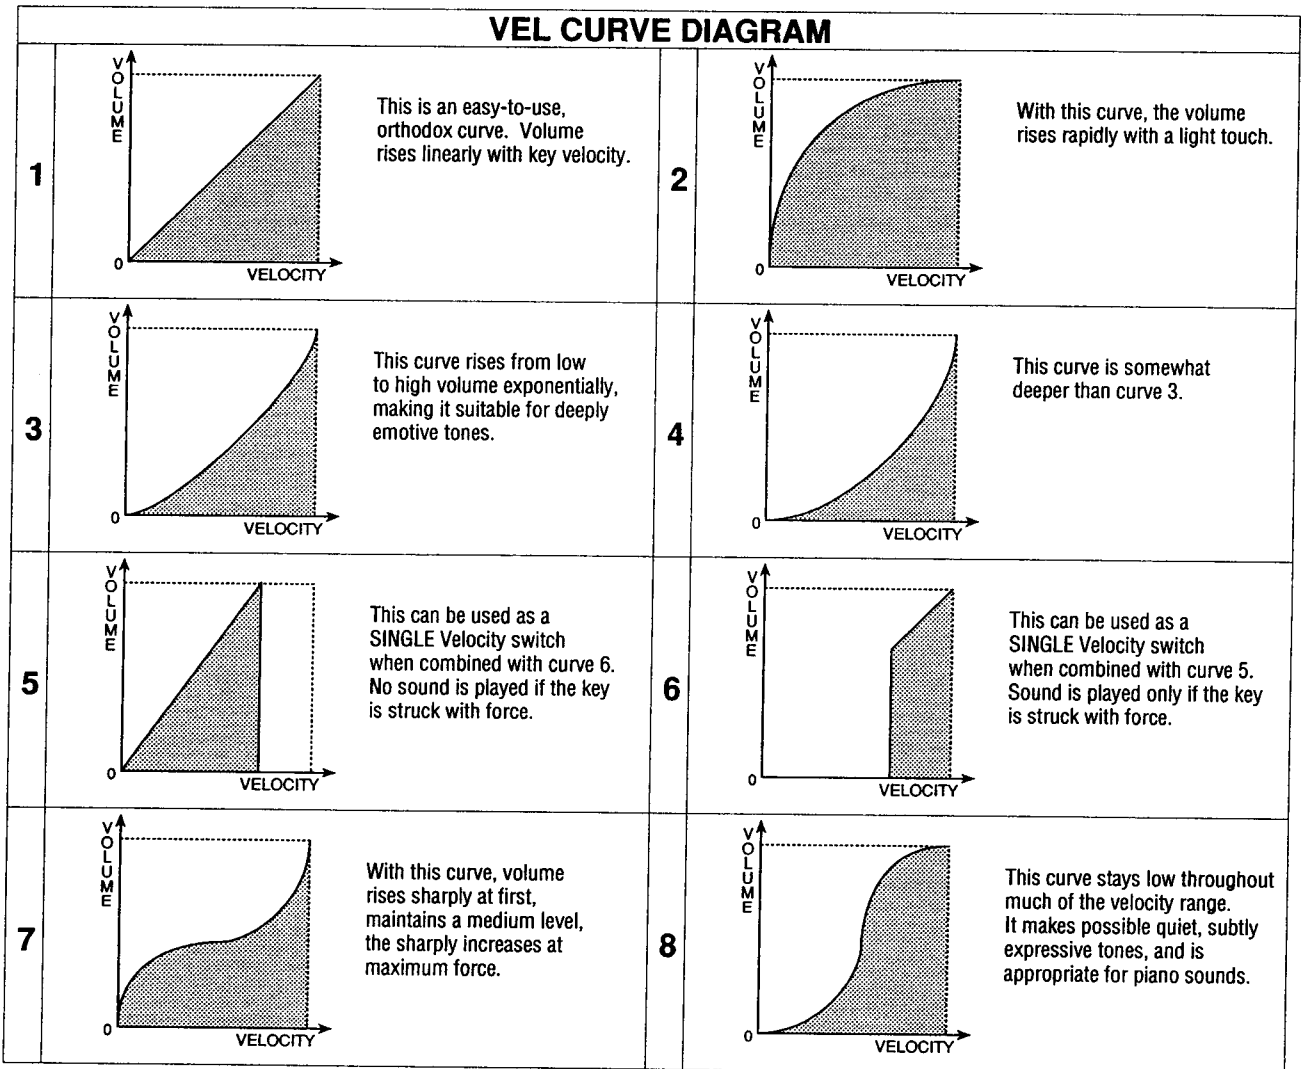 VEL CURVE DIAGRAM
1
VOLUME
0
VELOCITY
This is an easy-to-use,
orthodox curve. Volume
rises linearly with key velocity.
2
VOLUME
0
VELOCITY
With this curve, the volume
rises rapidly with a light touch.
3
VOLUME
0
VELOCITY
This curve rises from low
to high volume exponentially,
making it suitable for deeply
emotive tones.
4
VOLUME
0
VELOCITY
This curve is somewhat
deeper than curve 3.
5
VOLUME
0
VELOCITY
This can be used as a
SINGLE Velocity switch
when combined with curve 6.
No sound is played if the key
is struck with force.
6
VOLUME
0
VELOCITY
This can be used as a
SINGLE Velocity switch
when combined with curve 5.
Sound is played only if the key
is struck with force.
7
VOLUME
0
VELOCITY
With this curve, volume
rises sharply at first,
maintains a medium level,
the sharply increases at
maximum force.
8
VOLUME
0
VELOCITY
This curve stays low throughout
much of the velocity range.
It makes possible quiet, subtly
expressive tones, and is
appropriate for piano sounds.